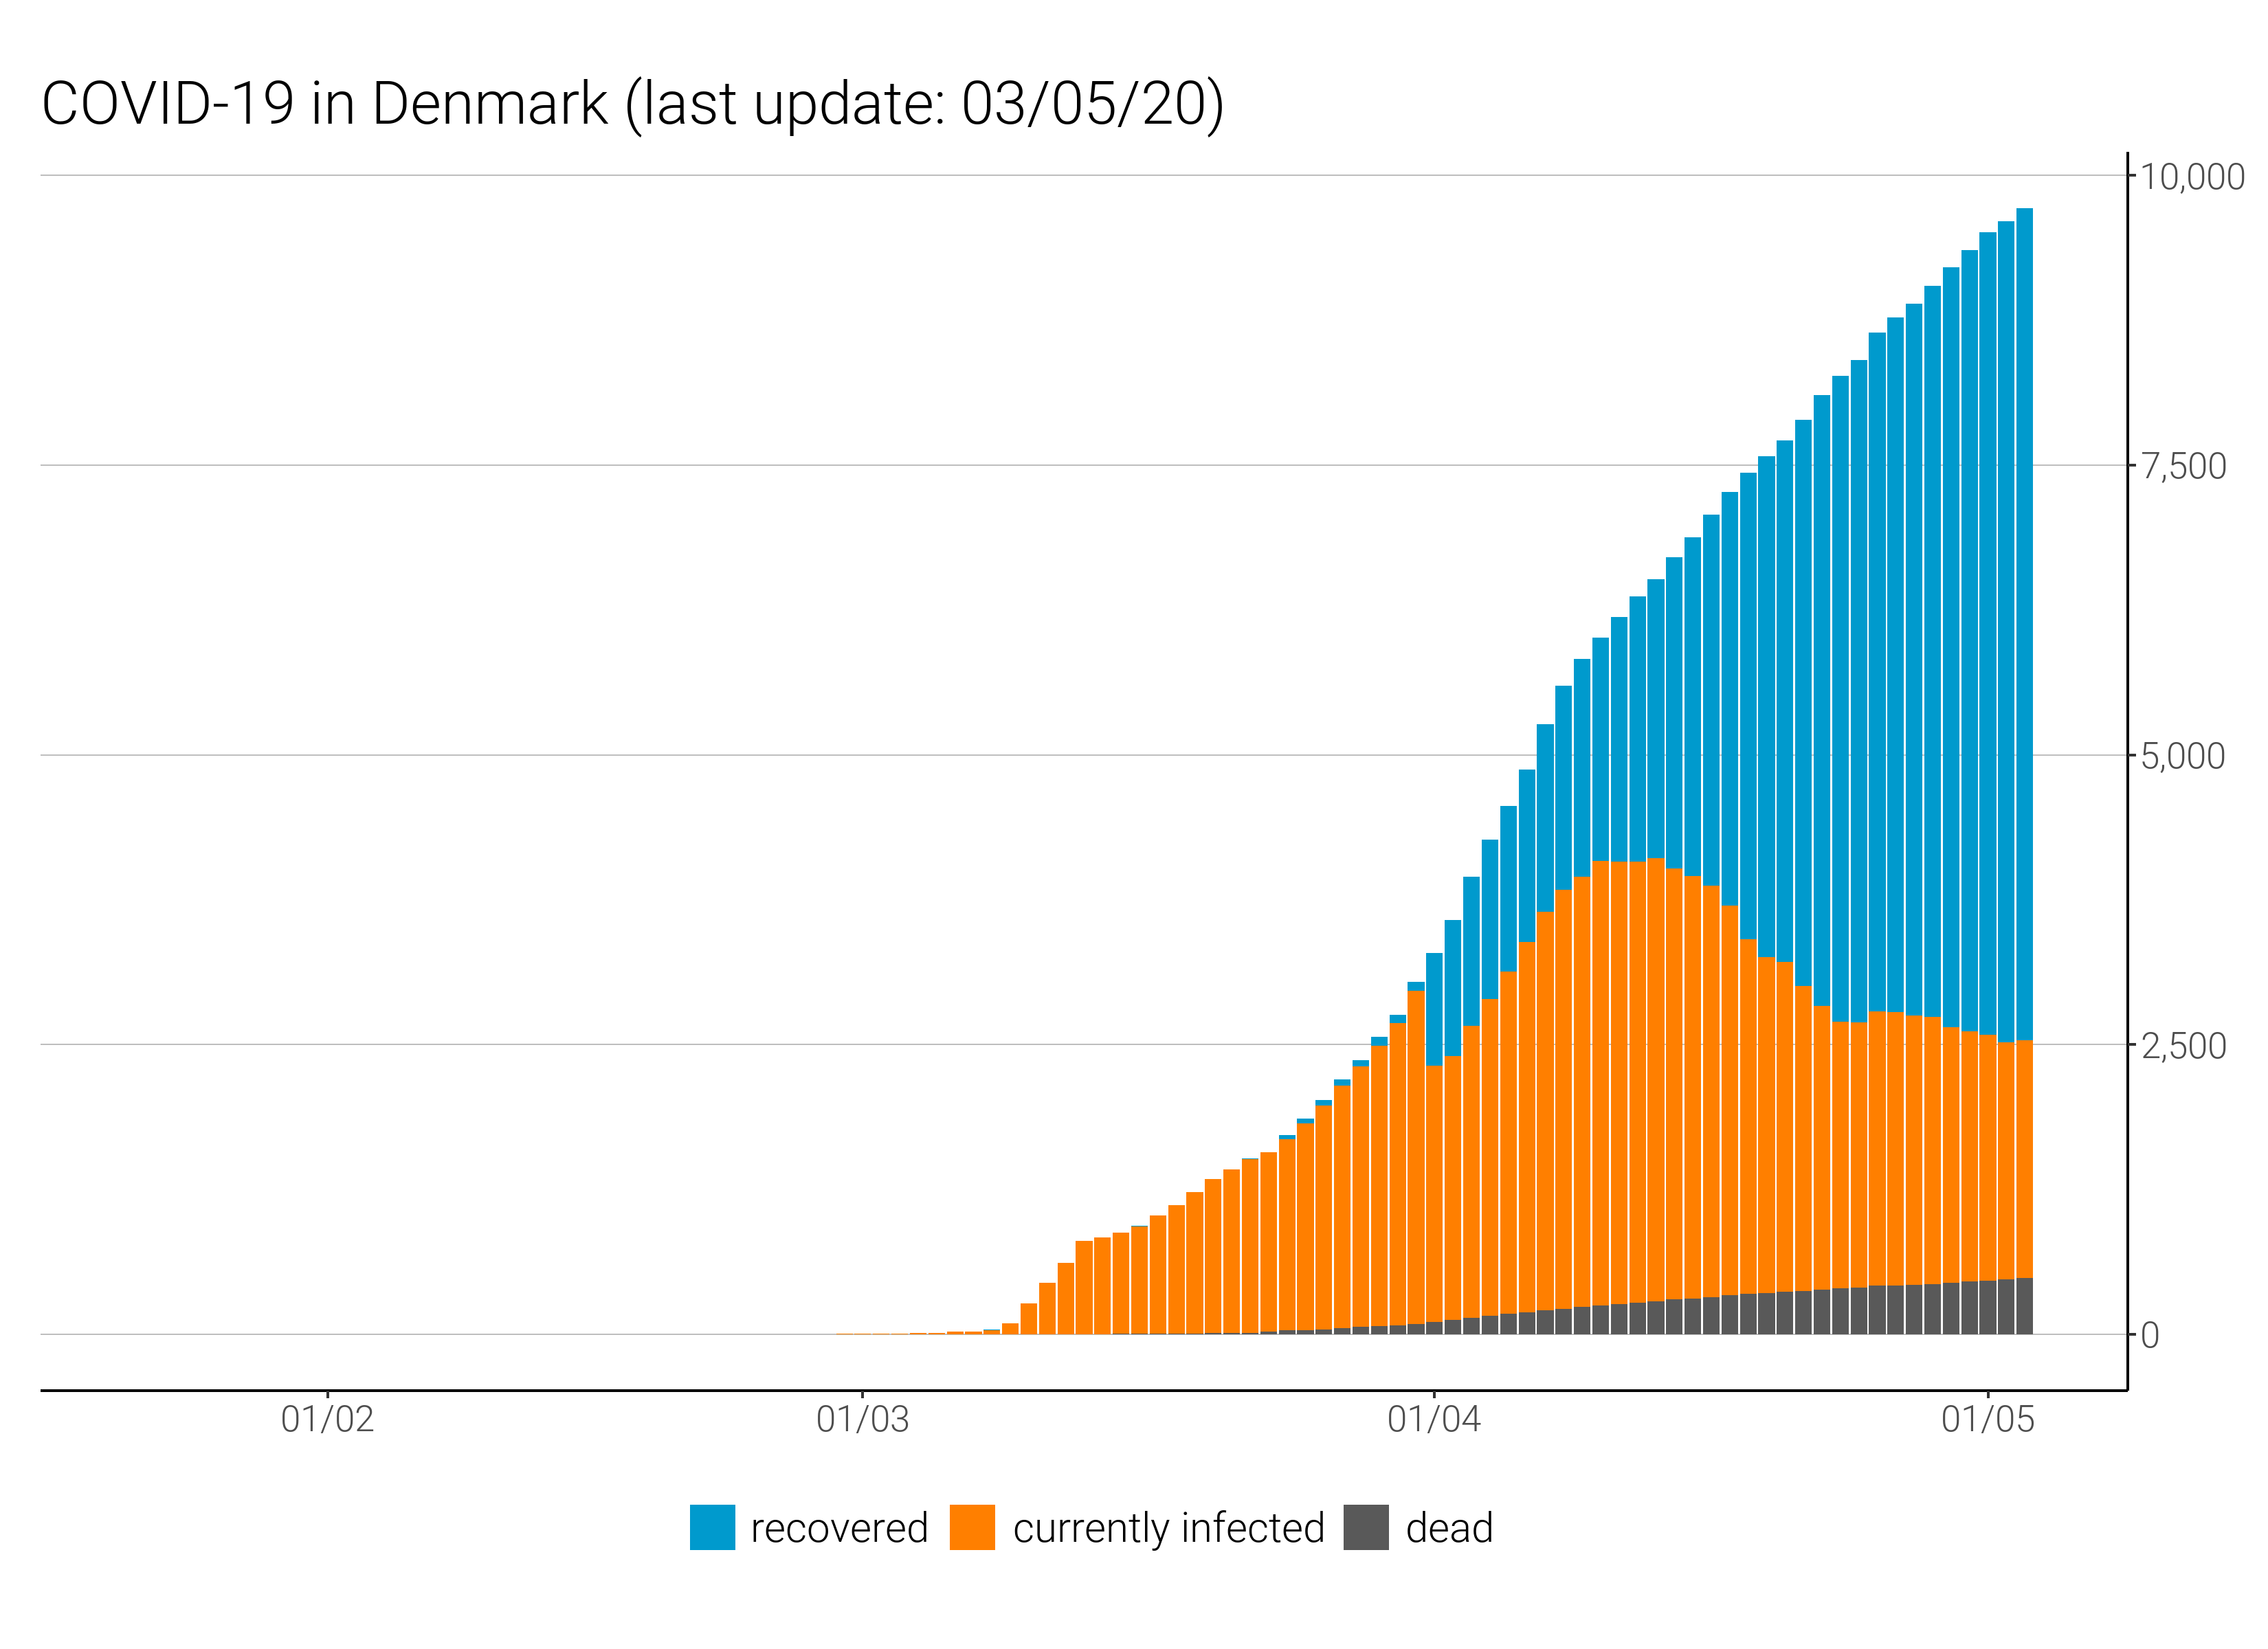 COVID-19 in Denmark (last update: 03/05/20)
10,000
7,500
5,000
2,500
0
01/02 01/03 01/04 01/05
recovered currently infected dead